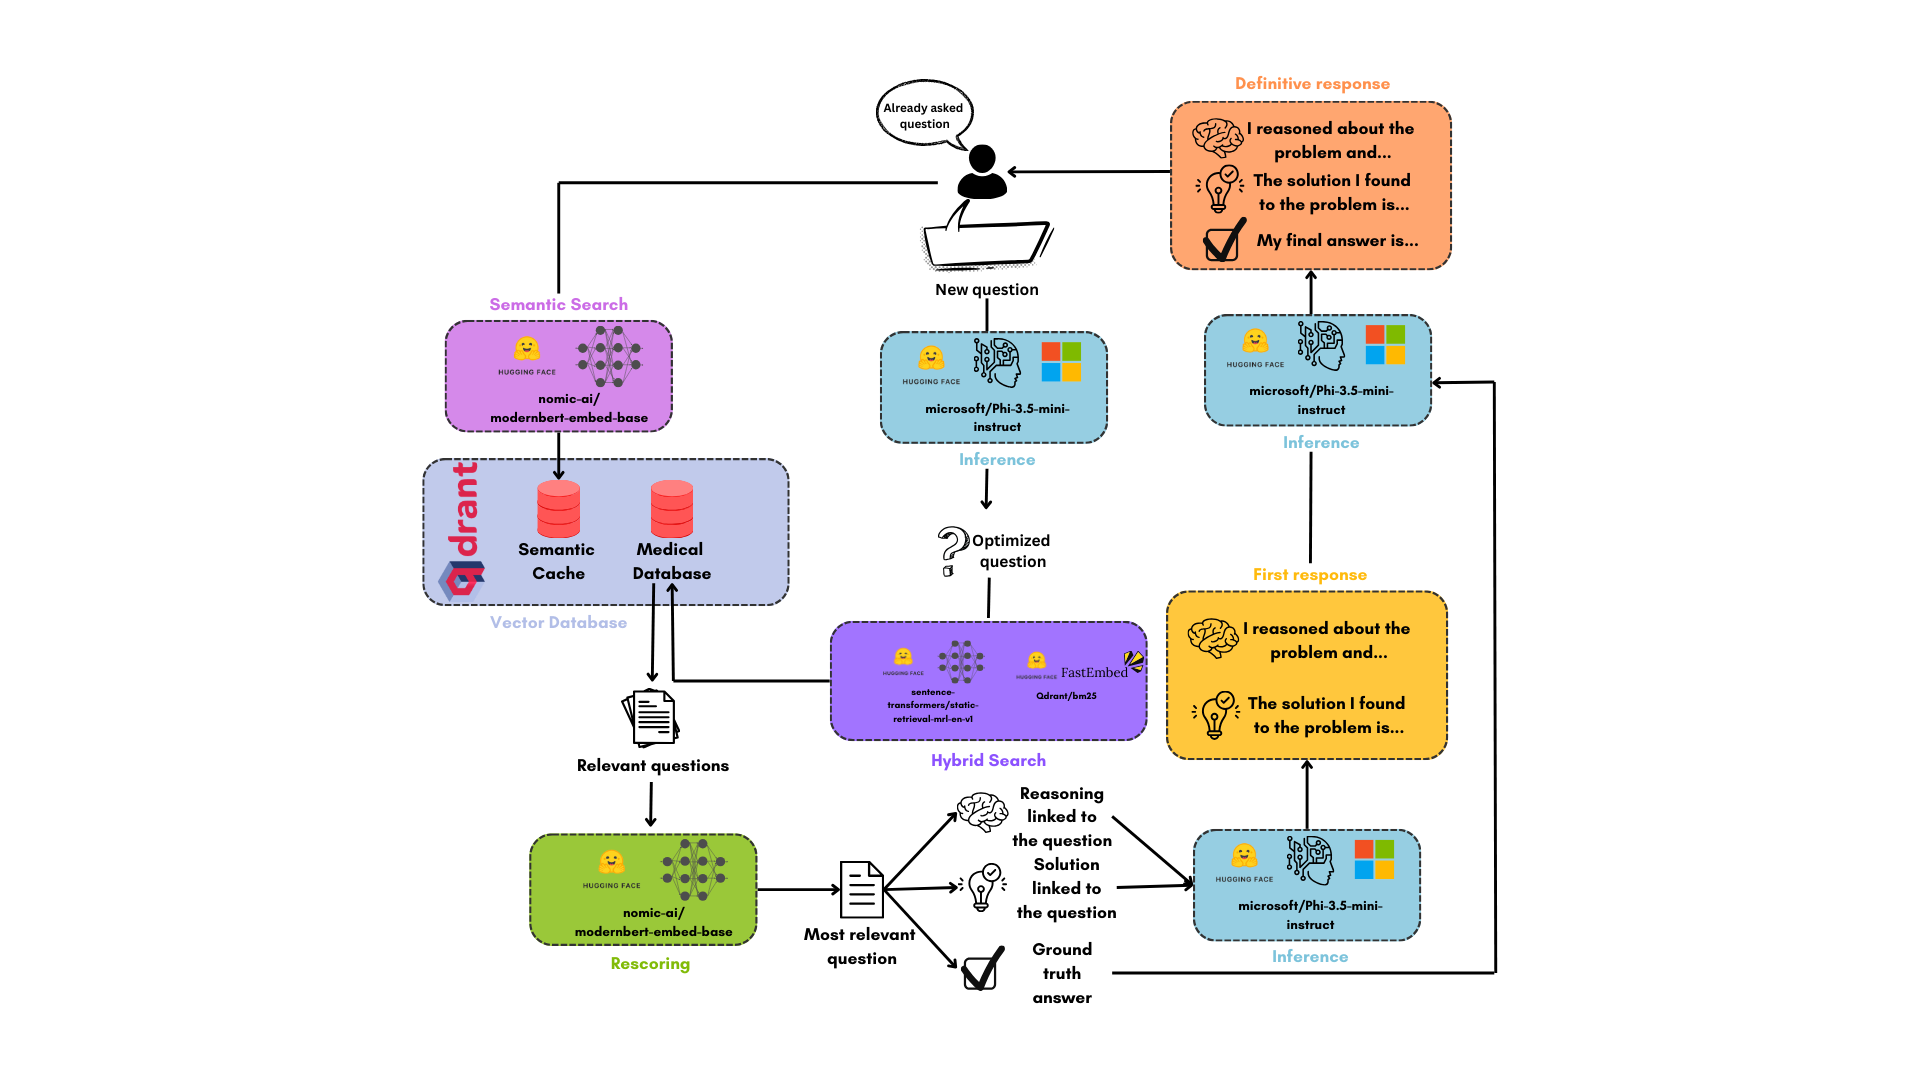 Definitive response
Already asked
question
I reasoned about the
problem and...
The solution I found
to the problem is...
My final answer is...
New question
Semantic Search
HUGGING FACE
nomic-ai/
modernbert-embed-base
HUGGING FACE
microsoft/Phi-3.5-mini-
instruct
Inference
HUGGING FACE
microsoft/Phi-3.5-mini-
instruct
Inference
qdrant
Semantic
Cache
Medical
Database
Vector Database
Optimized
question
HUGGING FACE
sentence-
transformers/static-
retrieval-mrl-en-v1
HUGGING FACE
FastEmbed
Qdrant/bm25
Hybrid Search
First response
I reasoned about the
problem and...
The solution I found
to the problem is...
Relevant questions
HUGGING FACE
nomic-ai/
modernbert-embed-base
Rescoring
Most relevant
question
Reasoning
linked to
the question
Solution
linked to
the question
Ground
truth
answer
HUGGING FACE
microsoft/Phi-3.5-mini-
instruct
Inference